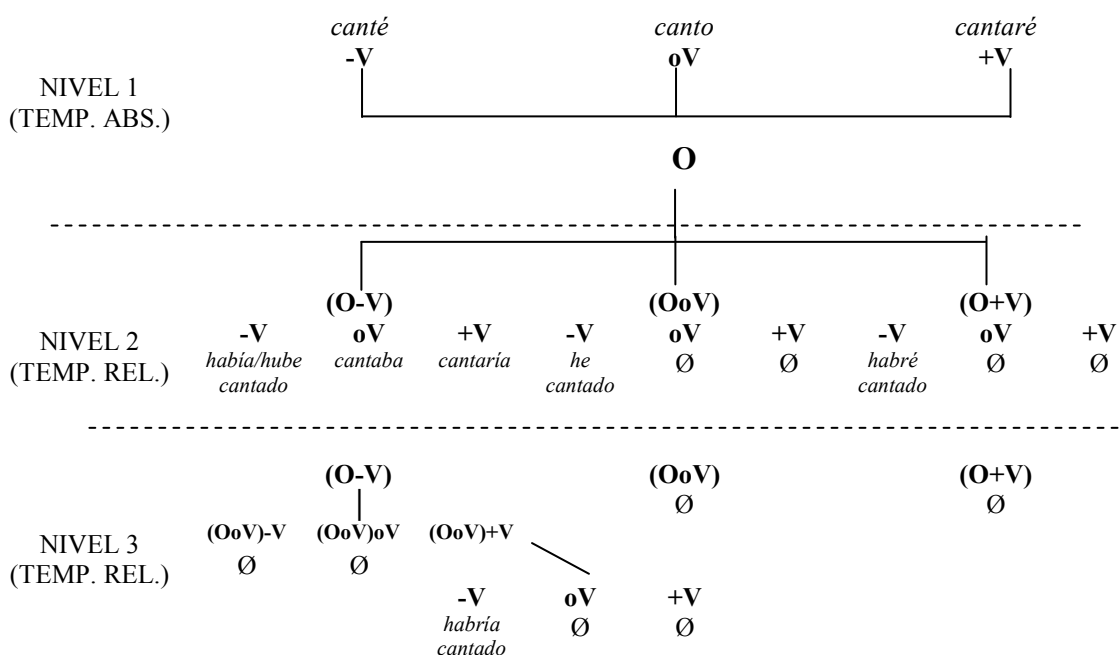 canté canto cantaré
-V oV +V
NIVEL 1
(TEMP. ABS.)
O
(O-V) (OoV) (O+V)
NIVEL 2 -V oV +V -V oV +V -V oV +V
(TEMP. REL.) había/hube cantaba cantaría he Ø Ø habré Ø Ø
cantado cantado cantado
(O-V) (OoV) (O+V)
Ø Ø
(OoV)-V (OoV)oV (OoV)+V
NIVEL 3
(TEMP. REL.) Ø Ø
-V oV +V
habría Ø Ø
cantado